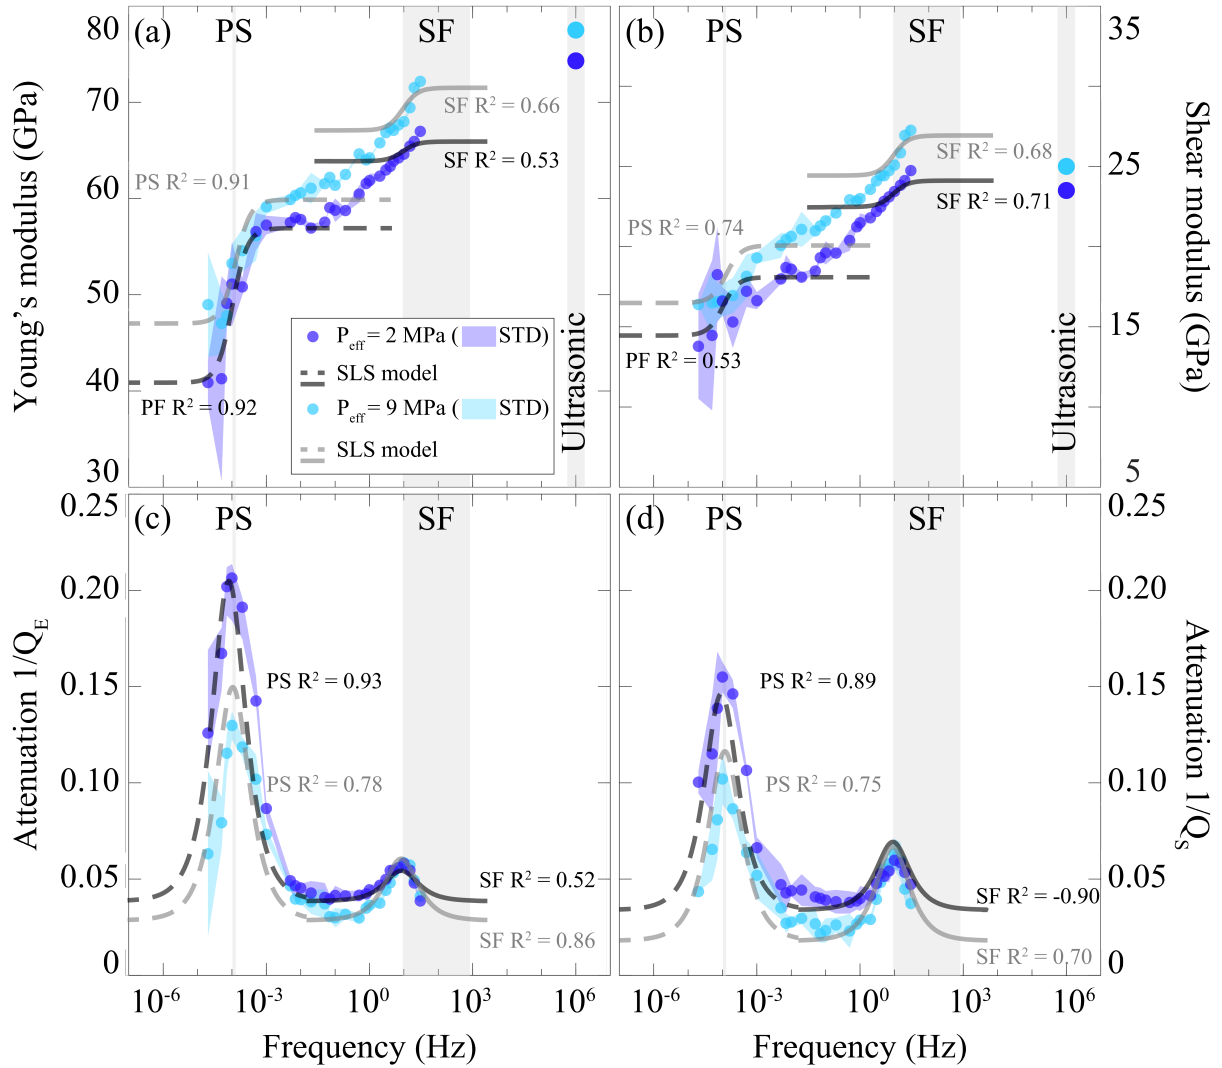 (a)
PS
SF
80
70
60
50
40
30
Young's modulus (GPa)
SF R² = 0.66
SF R² = 0.53
PS R² = 0.91
PF R² = 0.92
Ultrasonic
P_eff = 2 MPa ( STD)
SLS model
P_eff = 9 MPa ( STD)
SLS model
(b)
PS
SF
35
25
15
5
Shear modulus (GPa)
SF R² = 0.68
SF R² = 0.71
PS R² = 0.74
PF R² = 0.53
Ultrasonic
(c)
PS
SF
0.25
0.20
0.15
0.10
0.05
0
Attenuation 1/Q_E
PS R² = 0.93
PS R² = 0.78
SF R² = 0.52
SF R² = 0.86
10⁻⁶ 10⁻³ 10⁰ 10³
Frequency (Hz)
(d)
PS
SF
0.25
0.20
0.15
0.10
0.05
0
Attenuation 1/Q_S
PS R² = 0.89
PS R² = 0.75
SF R² = -0.90
SF R² = 0.70
10⁻⁶ 10⁻³ 10⁰ 10³ 10⁶
Frequency (Hz)